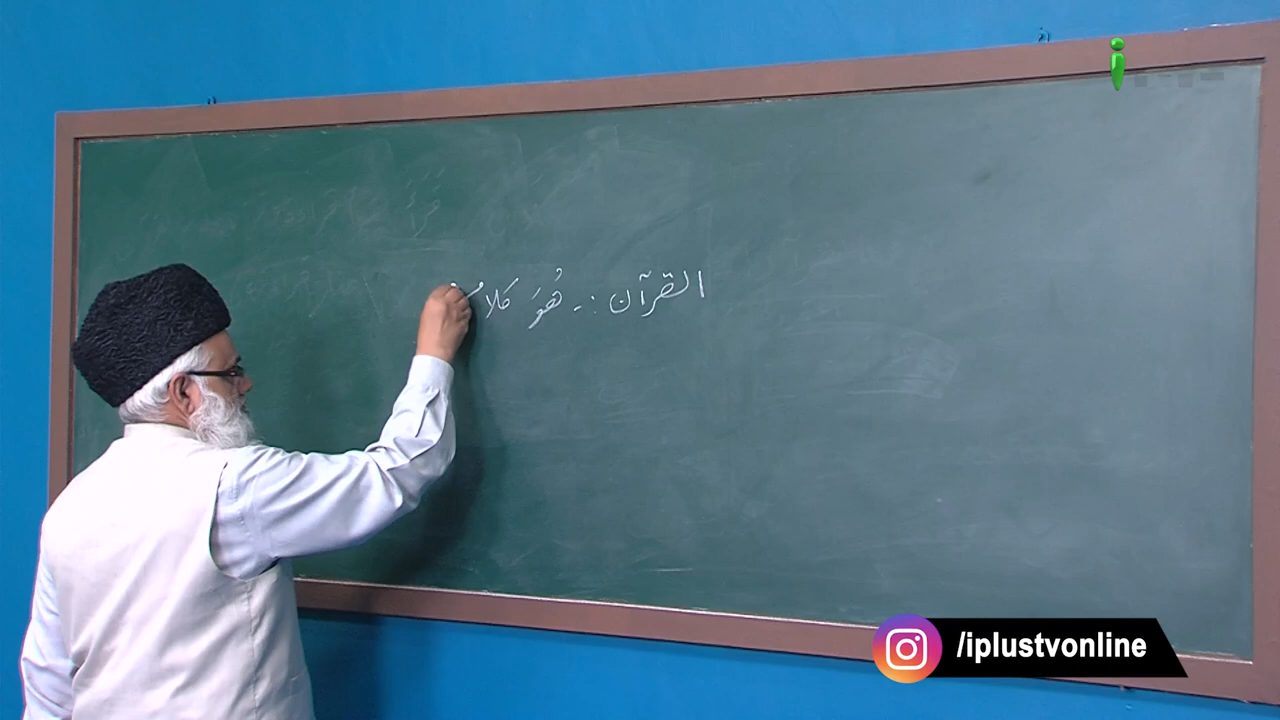 القرآن :- هُوَ كلام
/iplustvonline